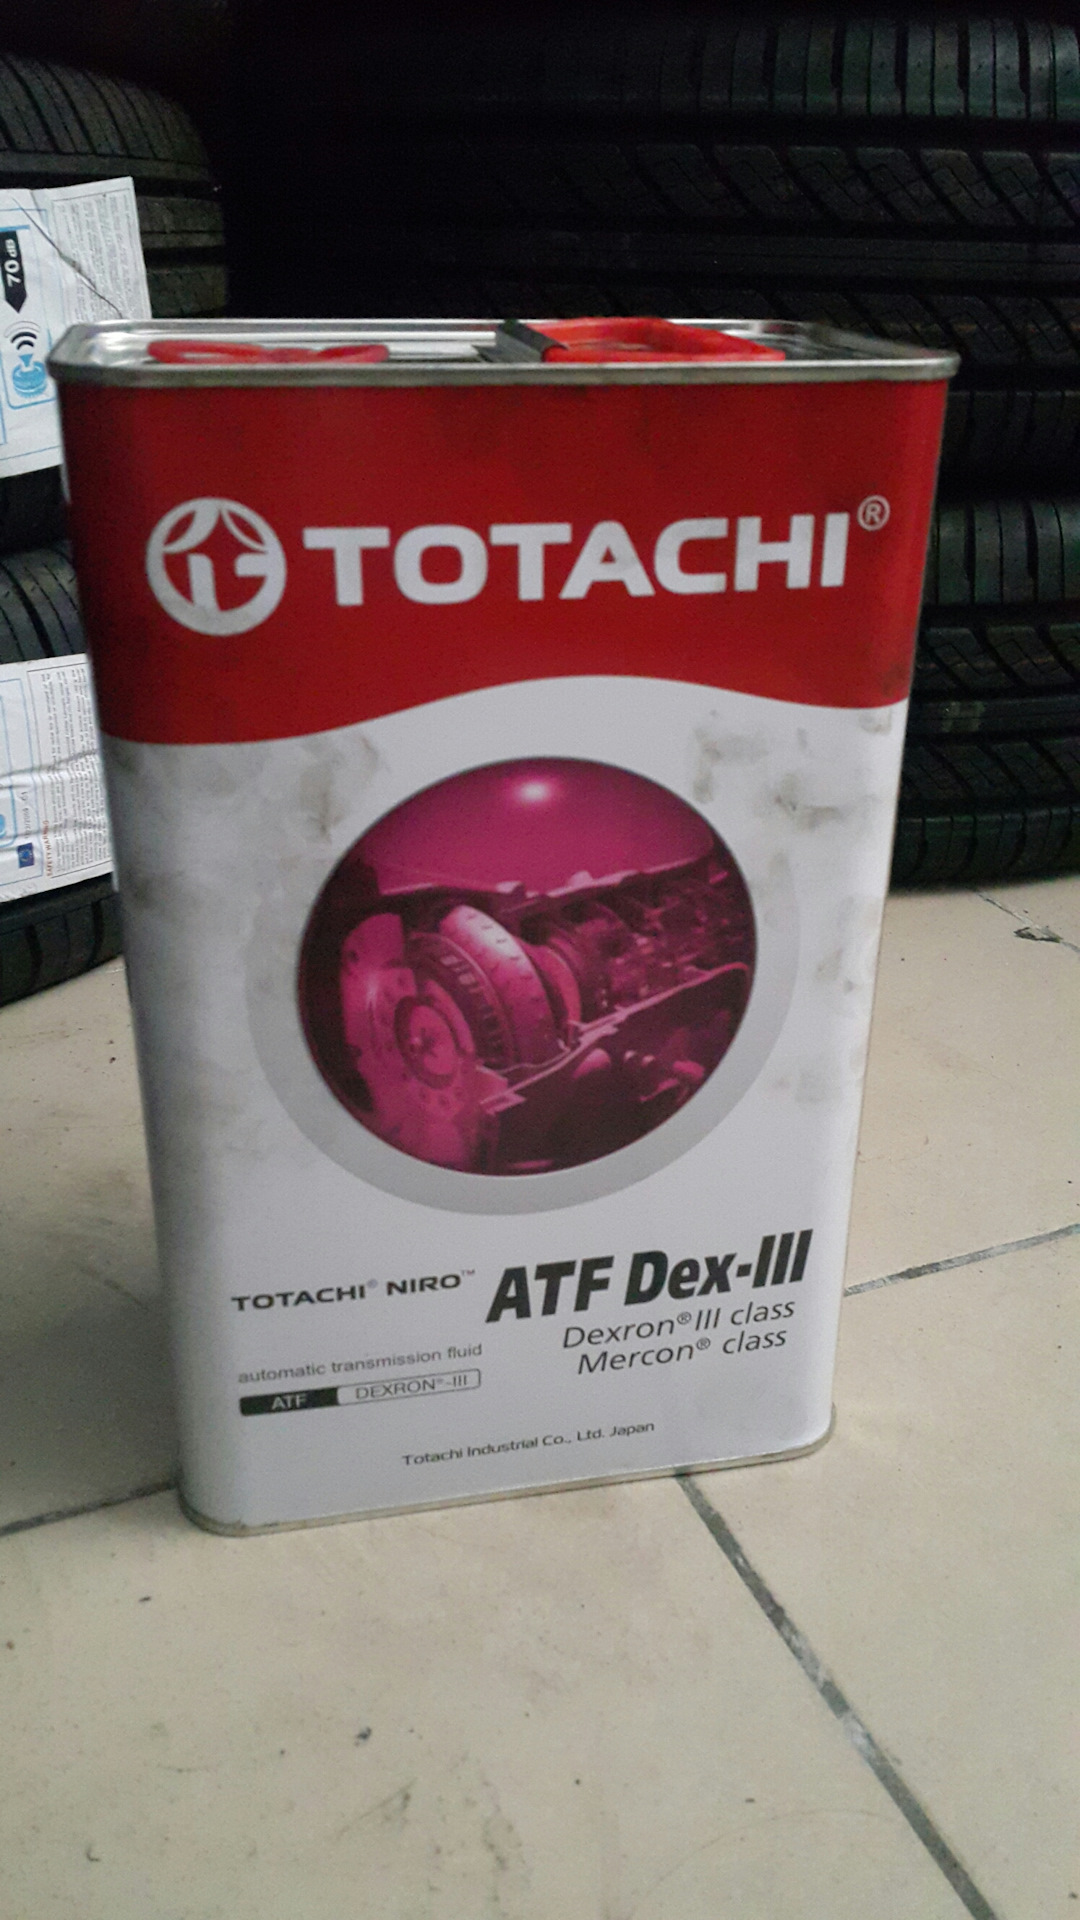 70 dB
TOTACHI®
TOTACHI® NIRO™ ATF Dex-III
Dexron® III class
Mercon® class
automatic transmission fluid
ATF DEXRON®-III
Totachi Industrial Co., Ltd. Japan